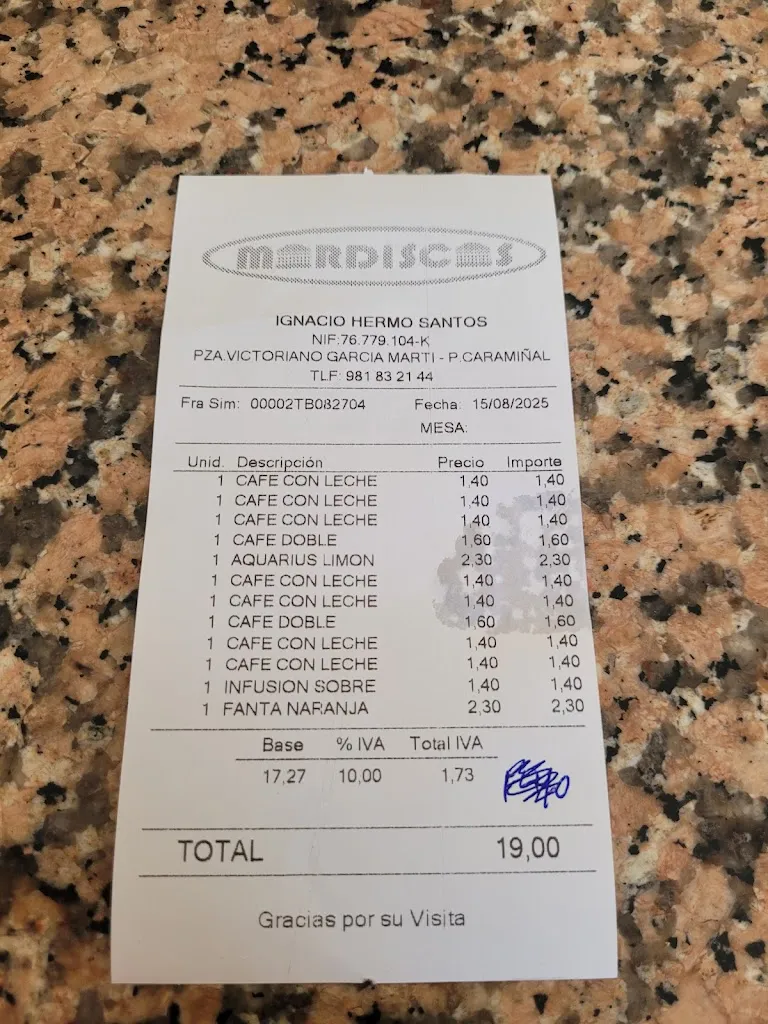 MORDISCOS
IGNACIO HERMO SANTOS
NIF:76.779.104-K
PZA.VICTORIANO GARCIA MARTI - P.CARAMIÑAL
TLF: 981 83 21 44
Fra Sim: 00002TB082704 Fecha: 15/08/2025
MESA:
Unid. Descripción Precio Importe
1 CAFE CON LECHE 1,40 1,40
1 CAFE CON LECHE 1,40 1,40
1 CAFE CON LECHE 1,40 1,40
1 CAFE DOBLE 1,60 1,60
1 AQUARIUS LIMON 2,30 2,30
1 CAFE CON LECHE 1,40 1,40
1 CAFE CON LECHE 1,40 1,40
1 CAFE DOBLE 1,60 1,60
1 CAFE CON LECHE 1,40 1,40
1 CAFE CON LECHE 1,40 1,40
1 INFUSION SOBRE 1,40 1,40
1 FANTA NARANJA 2,30 2,30
Base % IVA Total IVA
17,27 10,00 1,73
TOTAL 19,00
Gracias por su Visita